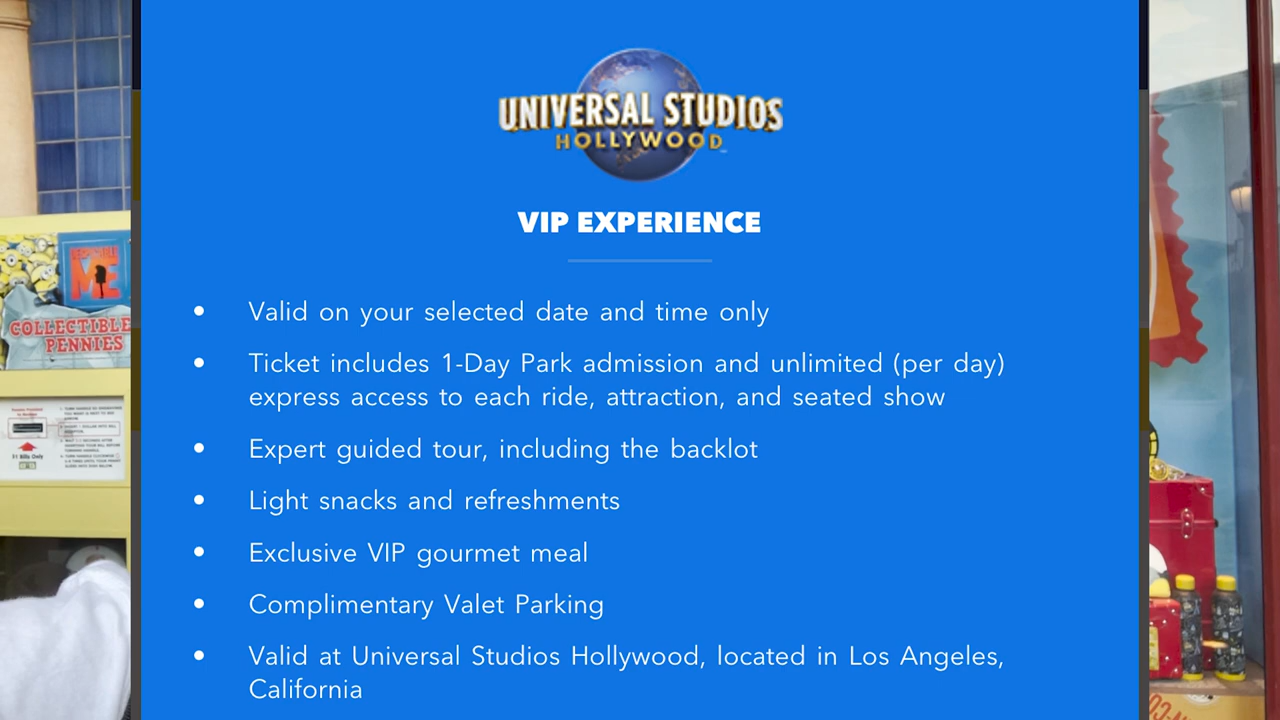 UNIVERSAL STUDIOS
HOLLYWOOD
VIP EXPERIENCE
• Valid on your selected date and time only
• Ticket includes 1-Day Park admission and unlimited (per day)
express access to each ride, attraction, and seated show
• Expert guided tour, including the backlot
• Light snacks and refreshments
• Exclusive VIP gourmet meal
• Complimentary Valet Parking
• Valid at Universal Studios Hollywood, located in Los Angeles,
California
DESPICABLE
ME
COLLECTIBLE
PENNIES
$1 Bills Only